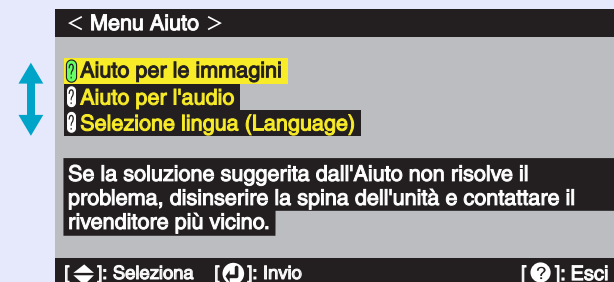 < Menu Aiuto >
? Aiuto per le immagini
? Aiuto per l'audio
? Selezione lingua (Language)
Se la soluzione suggerita dall'Aiuto non risolve il
problema, disinserire la spina dell'unità e contattare il
rivenditore più vicino.
[ ]: Seleziona [ ]: Invio [ ? ]: Esci